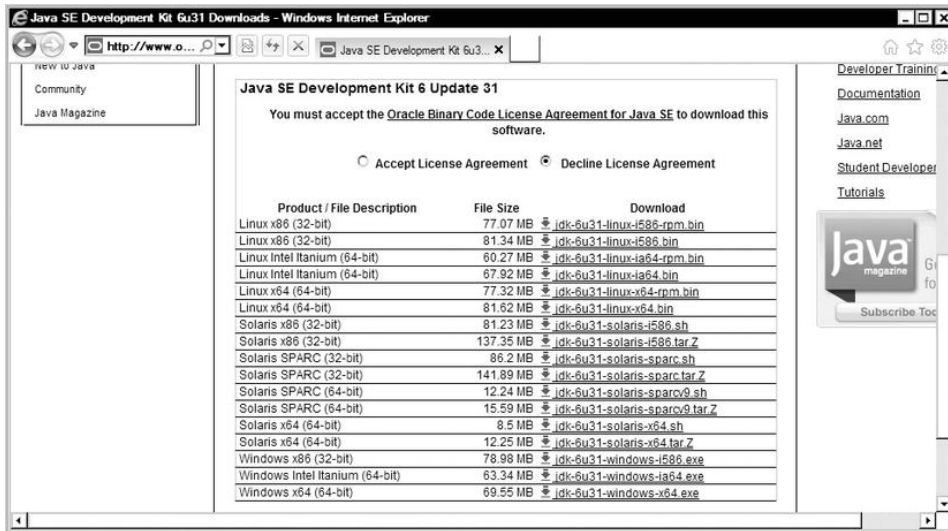 Java SE Development Kit 6u31 Downloads - Windows Internet Explorer
http://www.o...
Java SE Development Kit 6u3...
New to Java
Community
Java Magazine
Java SE Development Kit 6 Update 31
You must accept the Oracle Binary Code License Agreement for Java SE to download this
software.
Accept License Agreement Decline License Agreement
Product / File Description File Size Download
Linux x86 (32-bit) 77.07 MB jdk-6u31-linux-i586-rpm.bin
Linux x86 (32-bit) 81.34 MB jdk-6u31-linux-i586.bin
Linux Intel Itanium (64-bit) 60.27 MB jdk-6u31-linux-ia64-rpm.bin
Linux Intel Itanium (64-bit) 67.92 MB jdk-6u31-linux-ia64.bin
Linux x64 (64-bit) 77.32 MB jdk-6u31-linux-x64-rpm.bin
Linux x64 (64-bit) 81.62 MB jdk-6u31-linux-x64.bin
Solaris x86 (32-bit) 81.23 MB jdk-6u31-solaris-i586.sh
Solaris x86 (32-bit) 137.35 MB jdk-6u31-solaris-i586.tar.Z
Solaris SPARC (32-bit) 86.2 MB jdk-6u31-solaris-sparc.sh
Solaris SPARC (32-bit) 141.89 MB jdk-6u31-solaris-sparc.tar.Z
Solaris SPARC (64-bit) 12.24 MB jdk-6u31-solaris-sparcv9.sh
Solaris SPARC (64-bit) 15.59 MB jdk-6u31-solaris-sparcv9.tar.Z
Solaris x64 (64-bit) 8.5 MB jdk-6u31-solaris-x64.sh
Solaris x64 (64-bit) 12.25 MB jdk-6u31-solaris-x64.tar.Z
Windows x86 (32-bit) 78.98 MB jdk-6u31-windows-i586.exe
Windows Intel Itanium (64-bit) 63.34 MB jdk-6u31-windows-ia64.exe
Windows x64 (64-bit) 69.55 MB jdk-6u31-windows-x64.exe
Developer Training
Documentation
Java.com
Java.net
Student Developer
Tutorials
Java
magazine
Subscribe